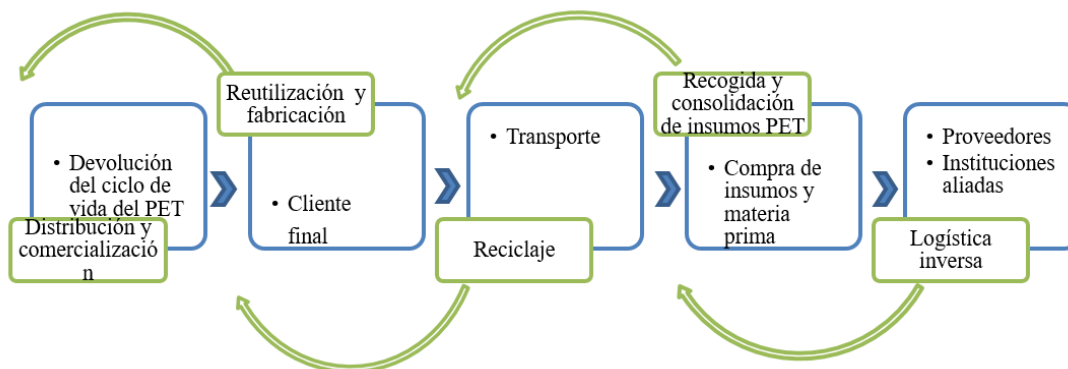 • Devolución
del ciclo de
vida del PET
Distribución y
comercializació
n
Reutilización y
fabricación
• Cliente
final
• Transporte
Reciclaje
Recogida y
consolidación
de insumos PET
• Compra de
insumos y
materia
prima
• Proveedores
• Instituciones
aliadas
Logística
inversa